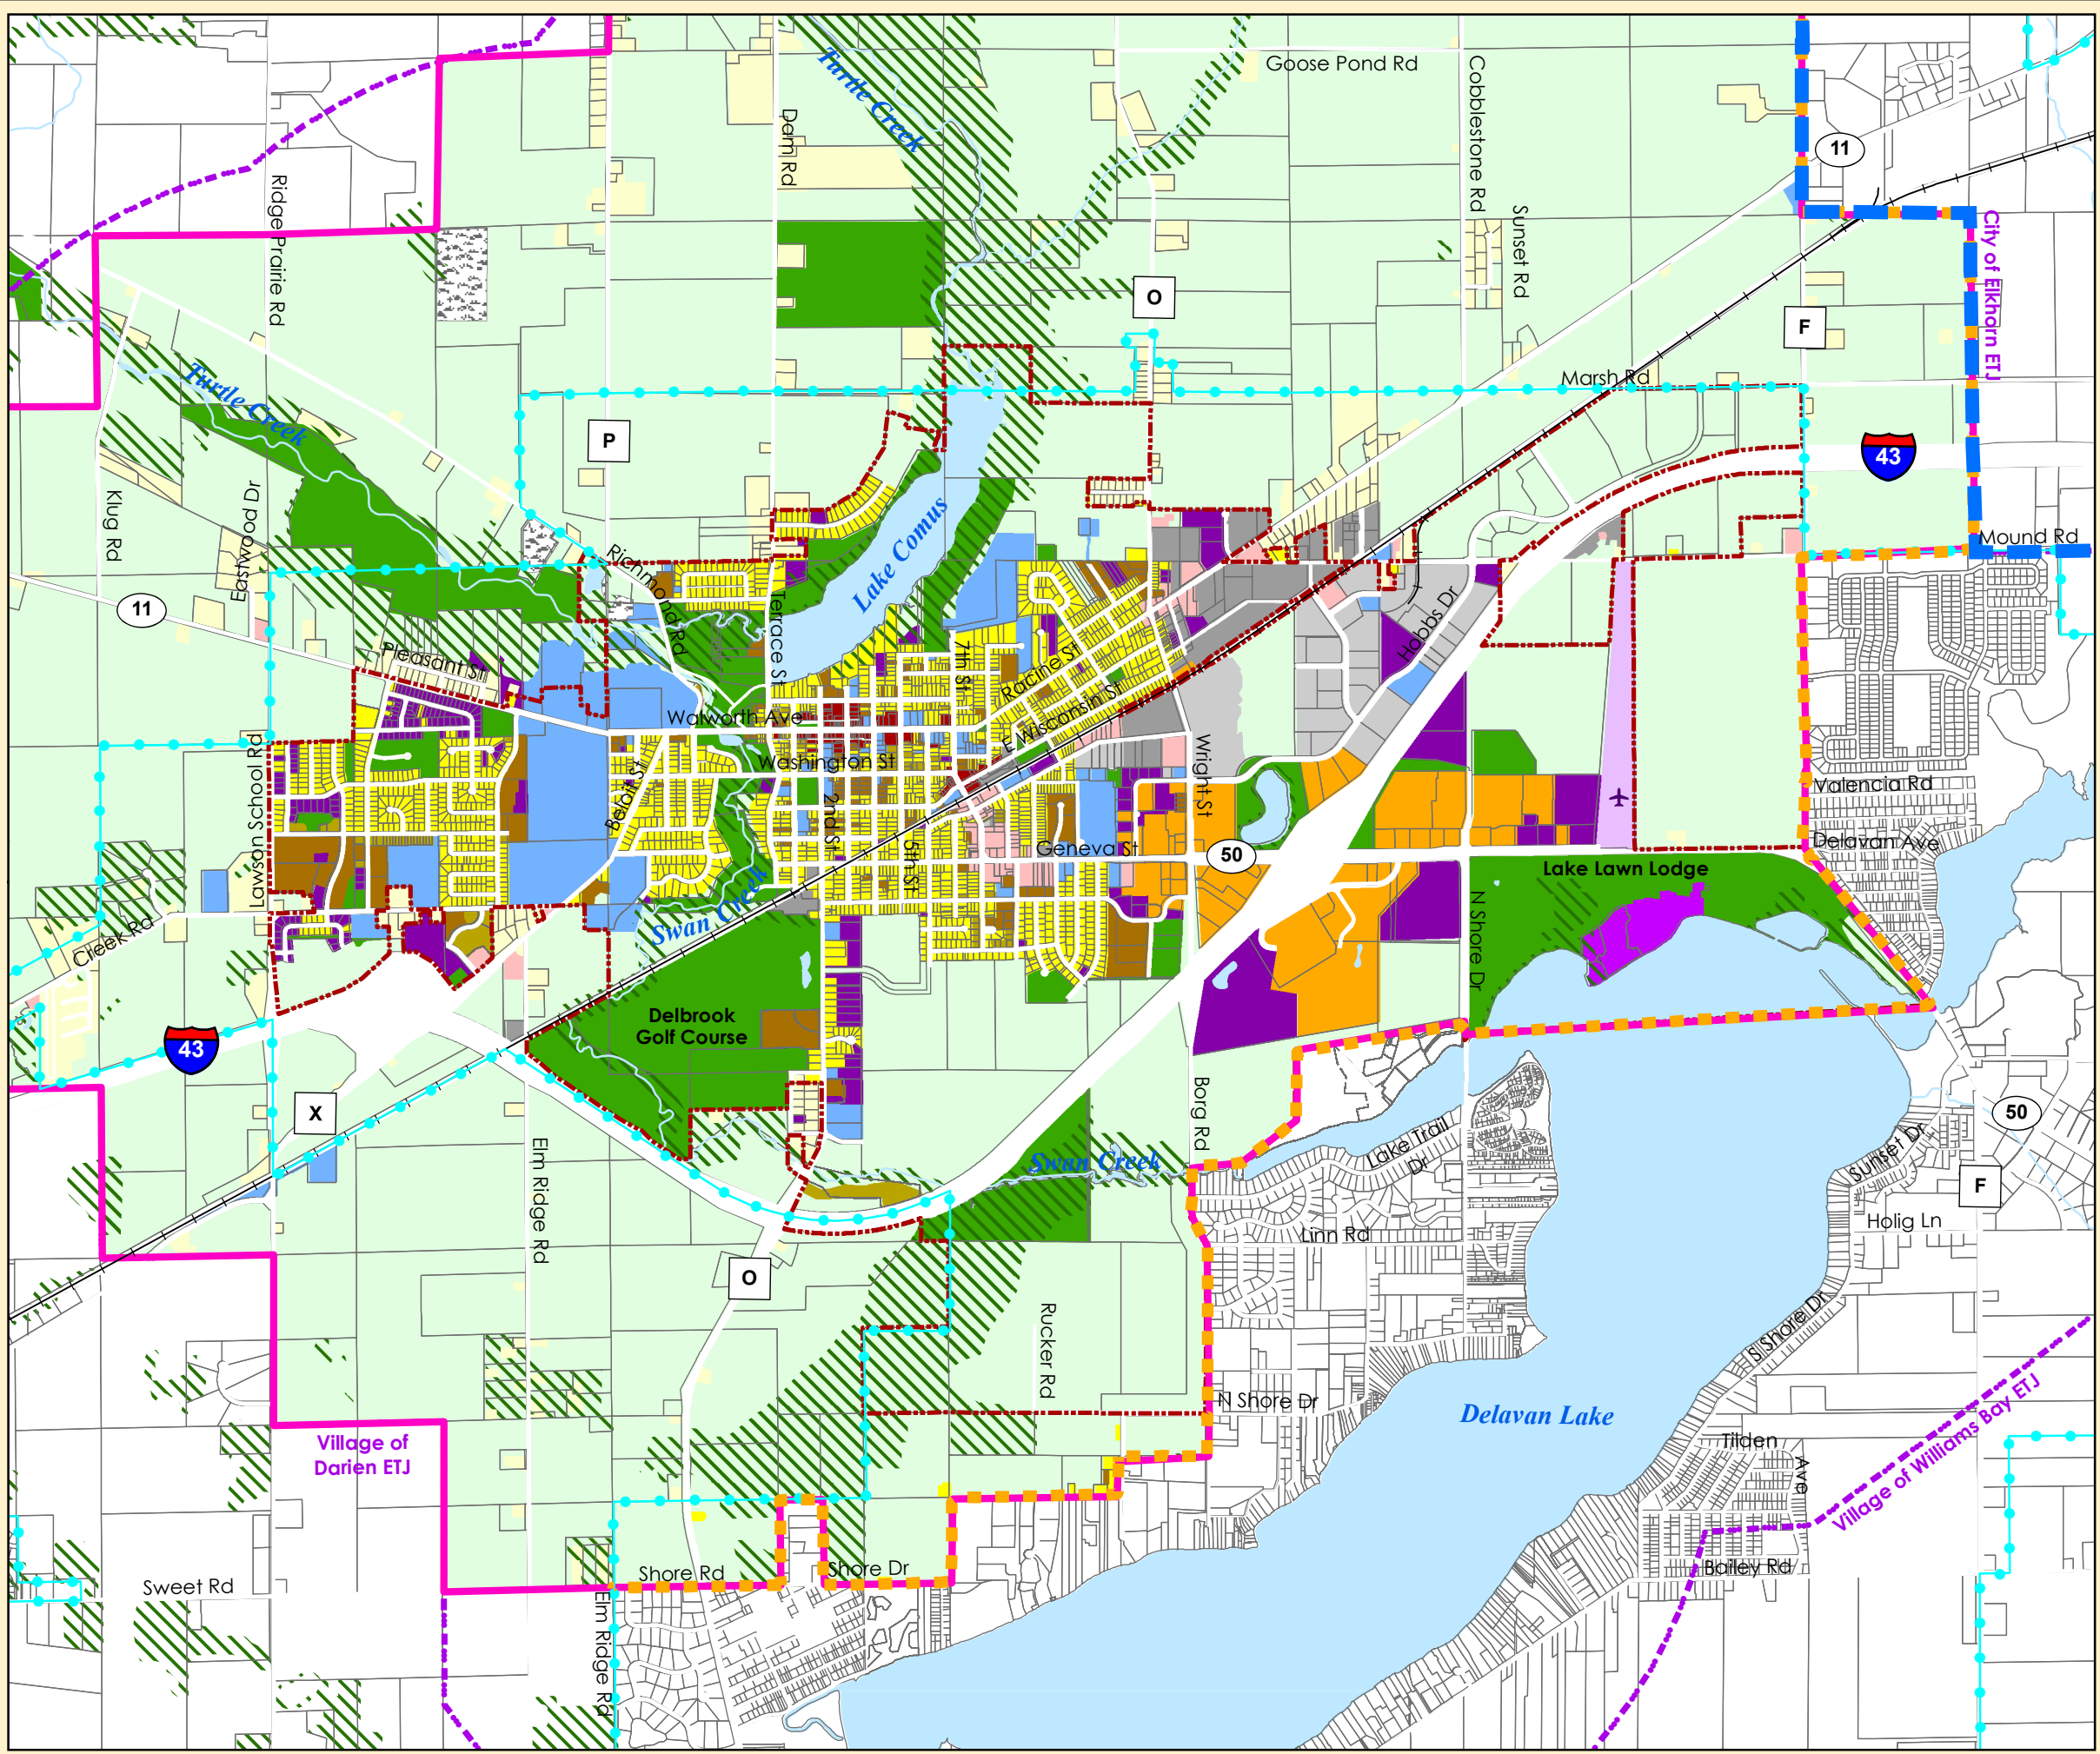 Goose Pond Rd
Turtle Creek
Dam Rd
Cobblestone Rd
11
Ridge Prairie Rd
Sunset Rd
City of Elkhorn ETJ
O
F
Marsh Rd
Turtle Creek
P
43
Klug Rd
Eastwood Dr
Lake Comus
Mound Rd
Richmond Rd
11
Terrace St
Hobbs Dr
Pleasant St
7th St
Racine St
Walworth Ave
E Wisconsin St
Lawson School Rd
Washington St
Wright St
Beloit St
2nd St
Valencia Rd
5th St
Geneva St
50
Delavan Ave
Lake Lawn Lodge
Creek Rd
Swan Creek
N Shore Dr
Delbrook
Golf Course
43
X
Borg Rd
50
Lake Trail
Dr
Sunset Dr
Elm Ridge Rd
Swan Creek
F
Holig Ln
Linn Rd
O
Rucker Rd
S Shore Dr
N Shore Dr
Delavan Lake
Village of
Darien ETJ
Tilden
Ave
Village of Williams Bay ETJ
Sweet Rd
Shore Rd
Shore Dr
Bailey Rd
Elm Ridge Rd